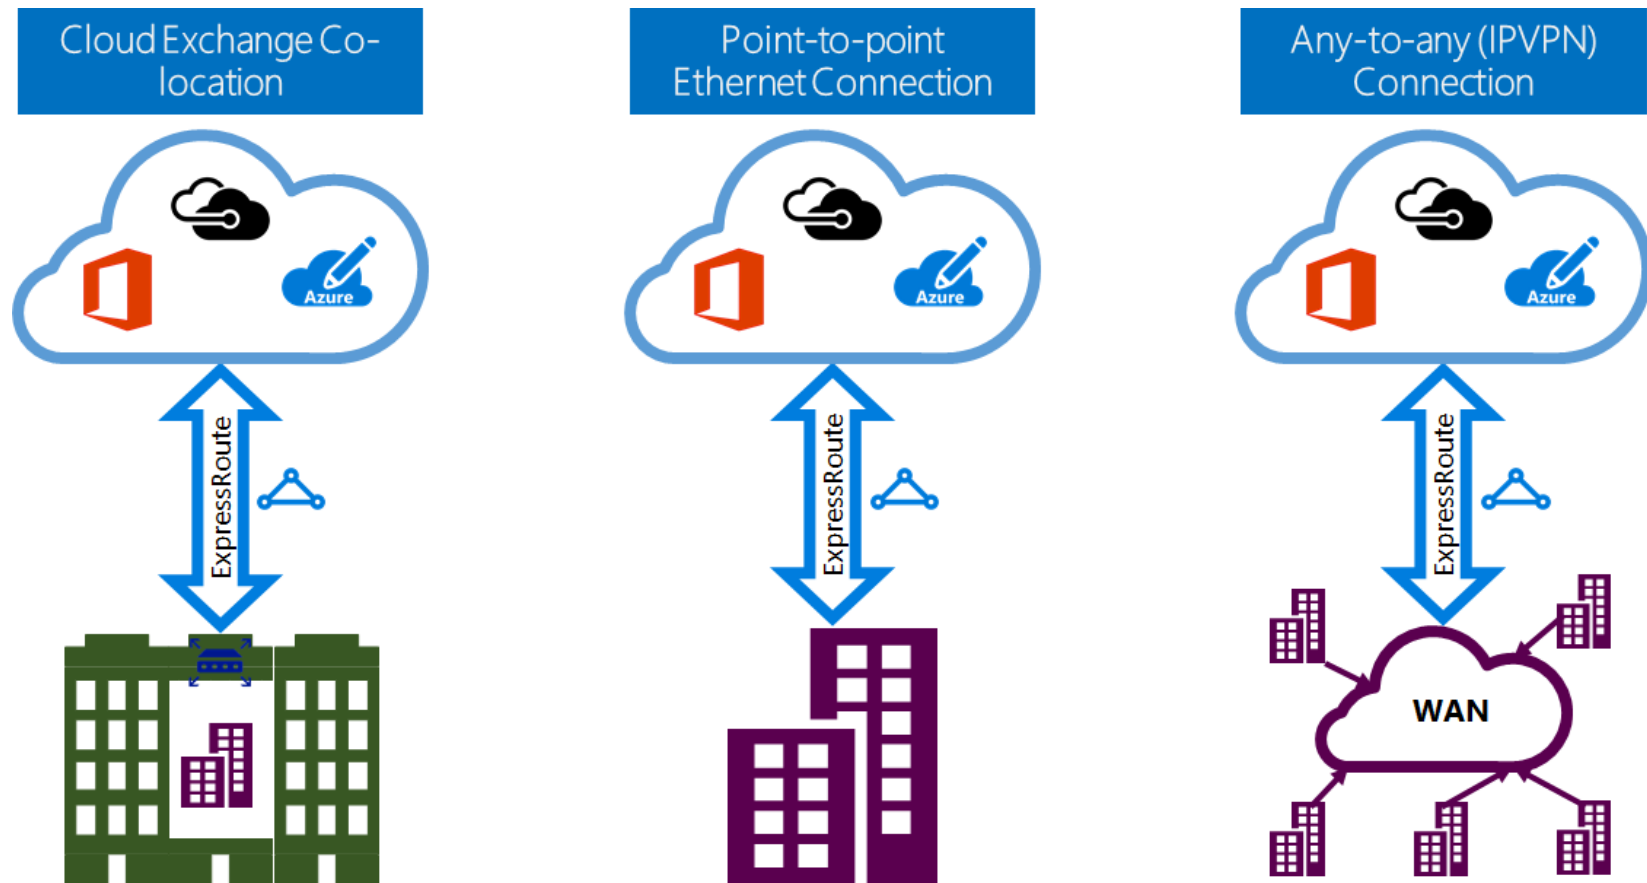 Cloud Exchange Co-
location
Point-to-point
Ethernet Connection
Any-to-any (IPVPN)
Connection
Azure
Azure
Azure
ExpressRoute
ExpressRoute
ExpressRoute
WAN